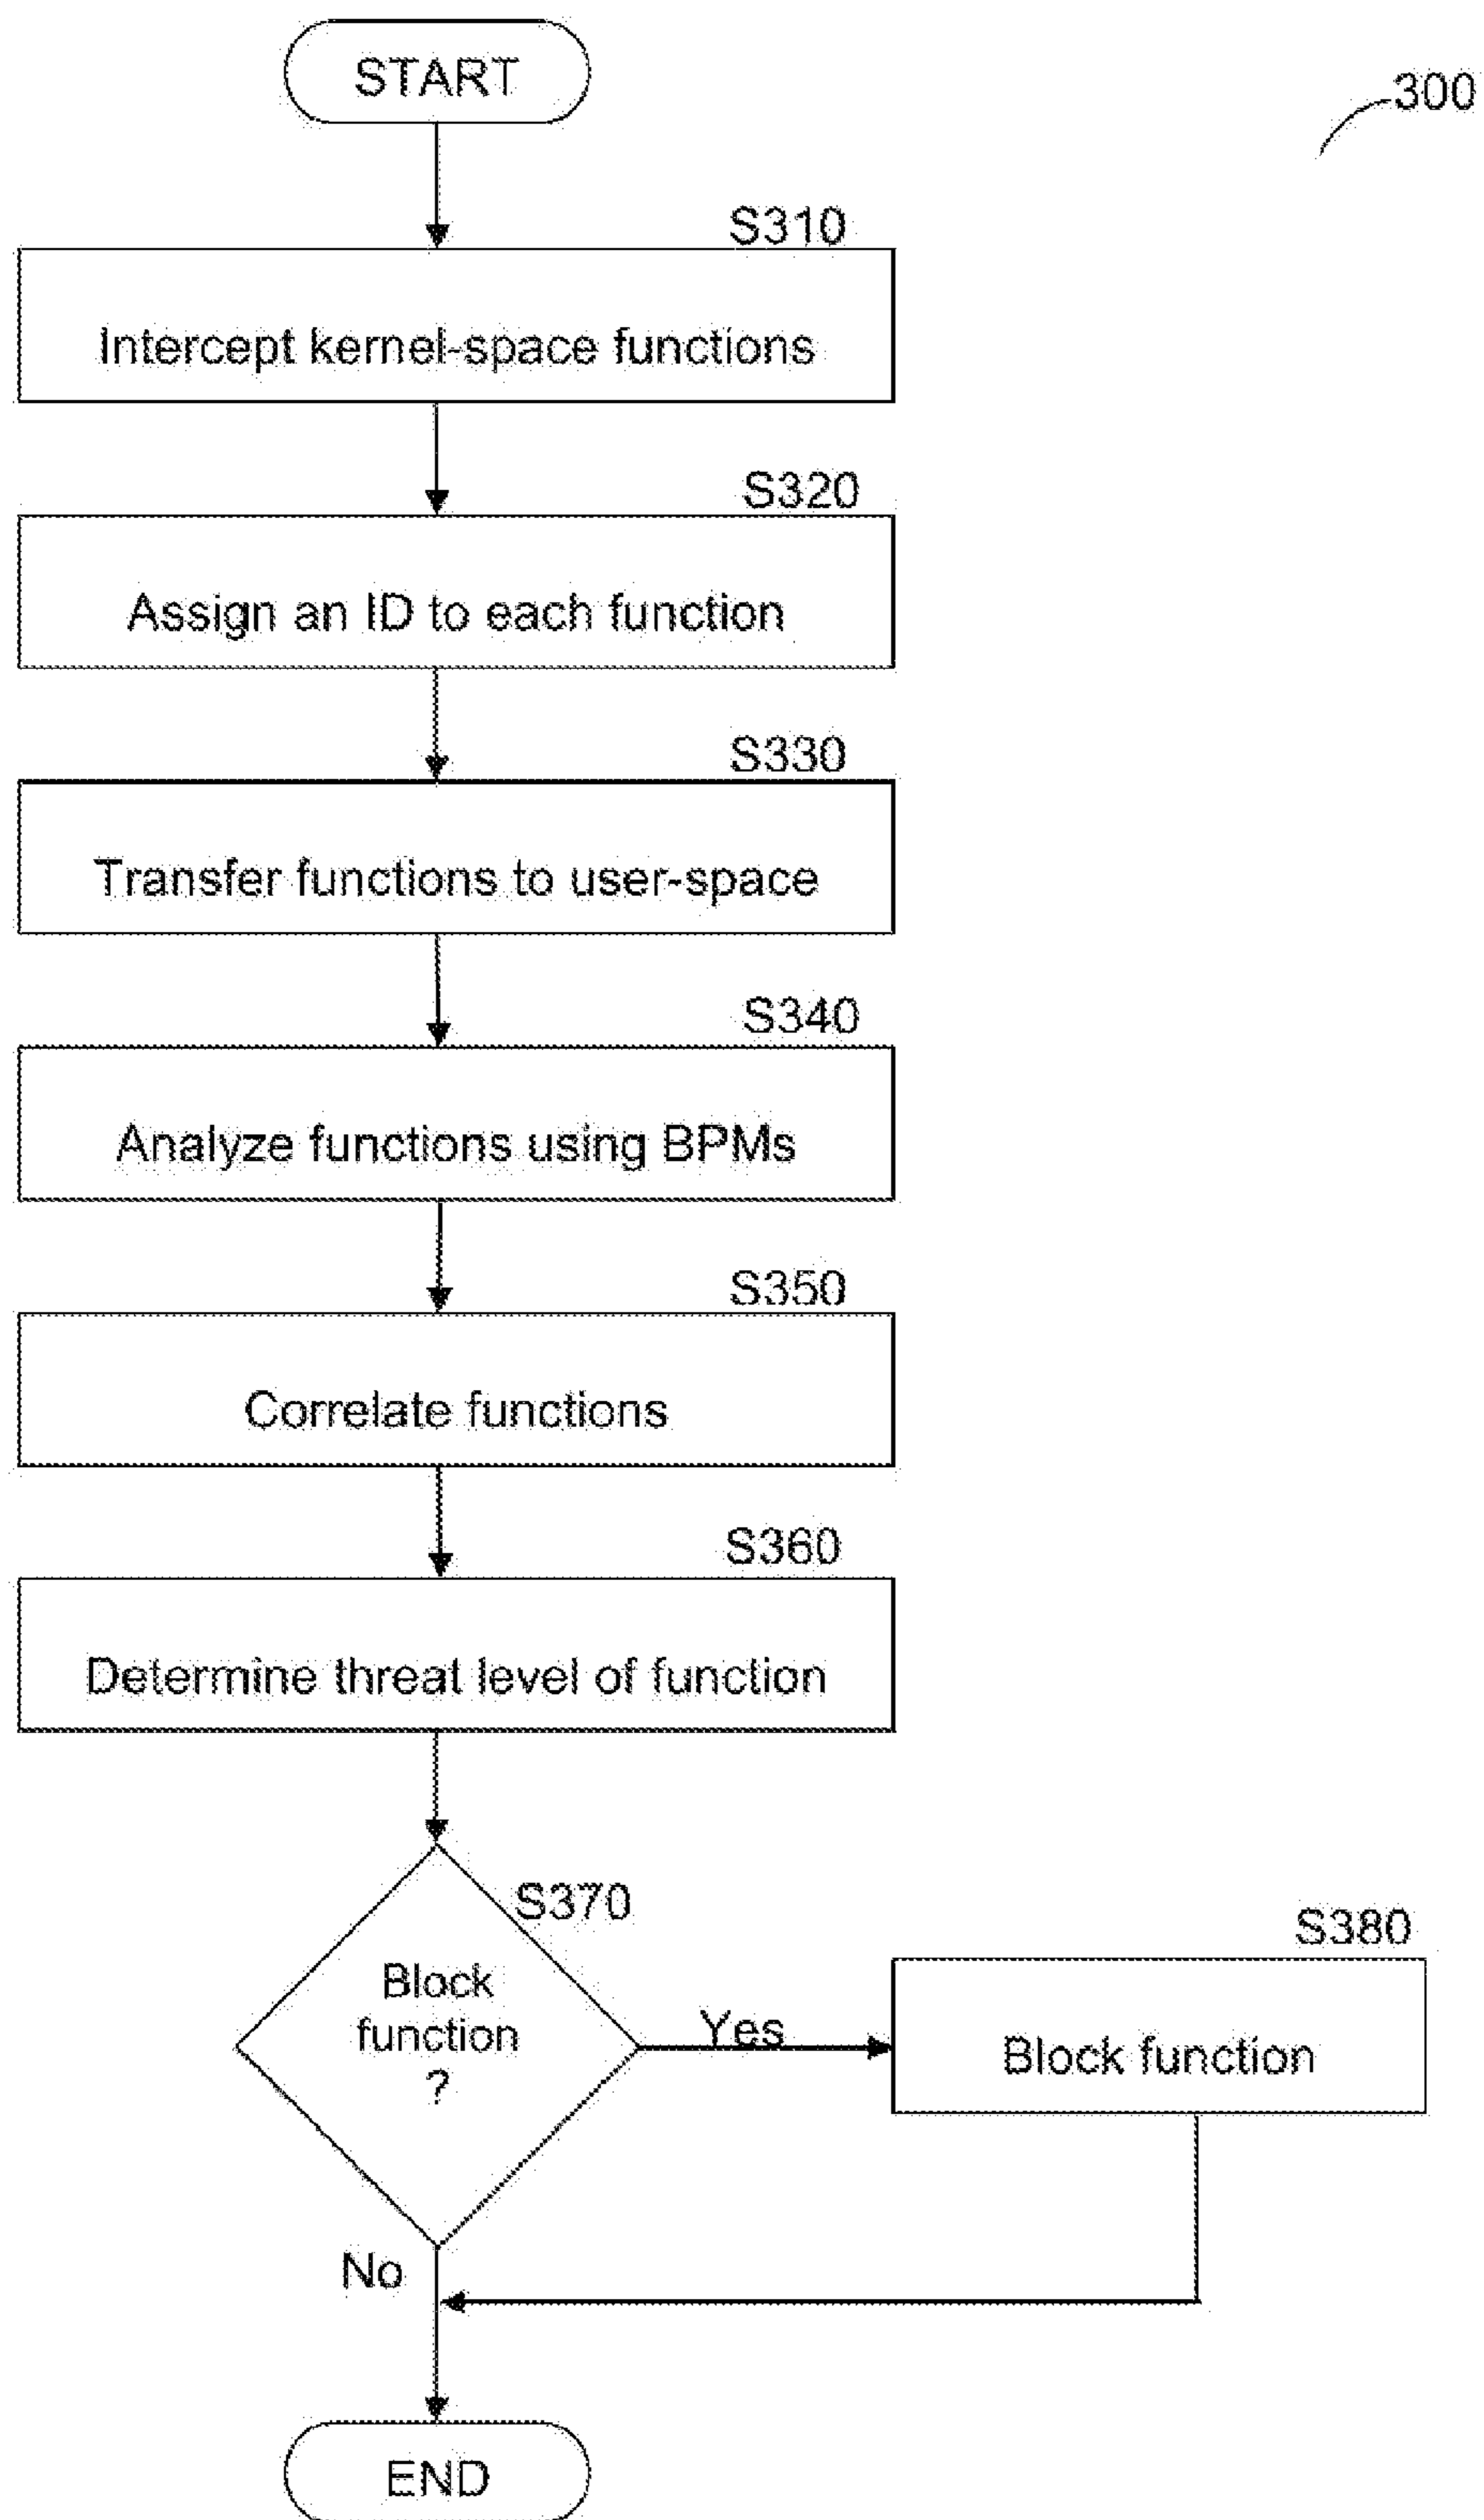 START
300
S310
Intercept kernel-space functions
S320
Assign an ID to each function
S330
Transfer functions to user-space
S340
Analyze functions using BPMs
S350
Correlate functions
S360
Determine threat level of function
S370
Block
function
?
Yes
S380
Block function
No
END